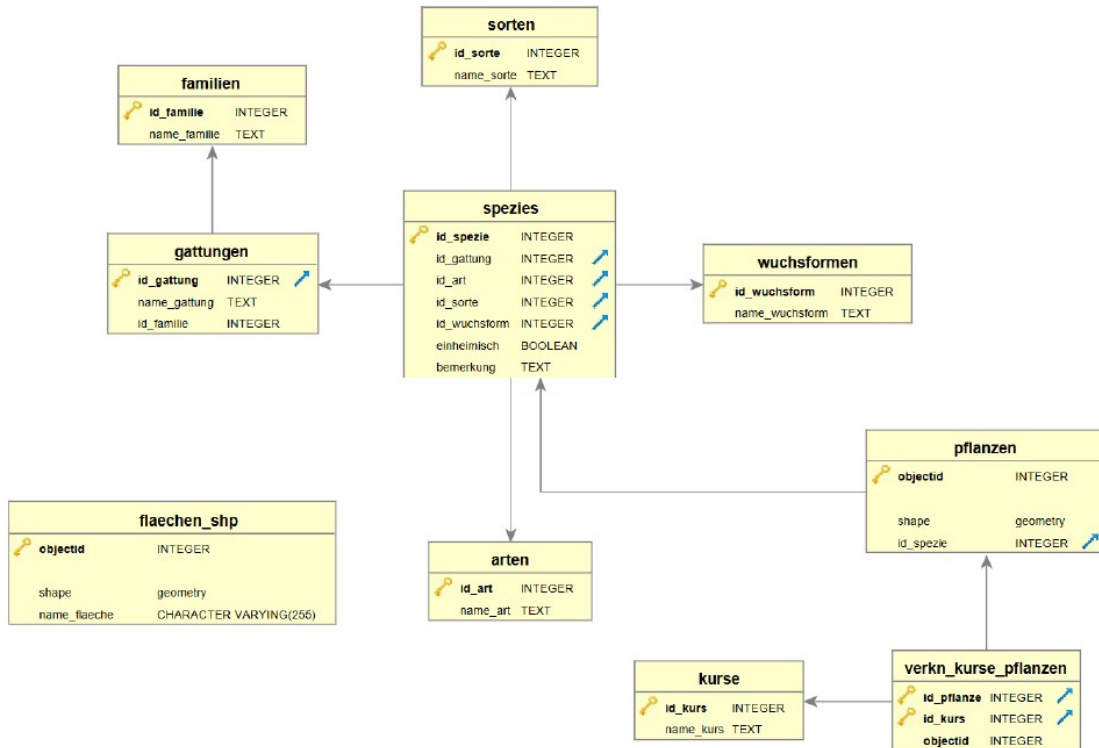 sorten
id_sorte INTEGER
name_sorte TEXT
familien
id_familie INTEGER
name_familie TEXT
spezies
id_spezie INTEGER
id_gattung INTEGER
id_art INTEGER
id_sorte INTEGER
id_wuchsform INTEGER
einheimisch BOOLEAN
bemerkung TEXT
gattungen
id_gattung INTEGER
name_gattung TEXT
id_familie INTEGER
wuchsformen
id_wuchsform INTEGER
name_wuchsform TEXT
pflanzen
objectid INTEGER
shape geometry
id_spezie INTEGER
flaechen_shp
objectid INTEGER
shape geometry
name_flaeche CHARACTER VARYING(255)
arten
id_art INTEGER
name_art TEXT
kurse
id_kurs INTEGER
name_kurs TEXT
verkn_kurse_pflanzen
id_pflanze INTEGER
id_kurs INTEGER
objectid INTEGER